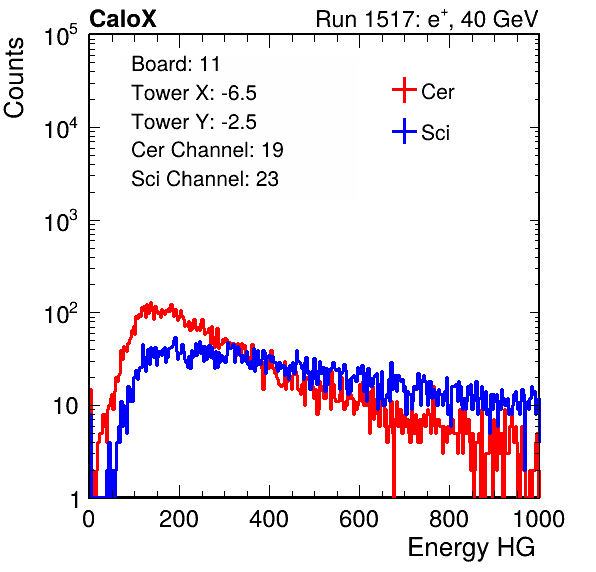 CaloX Run 1517: e⁺, 40 GeV
Counts
Board: 11
Tower X: -6.5
Tower Y: -2.5
Cer Channel: 19
Sci Channel: 23
Cer
Sci
10⁵
10⁴
10³
10²
10
1
0 200 400 600 800 1000
Energy HG